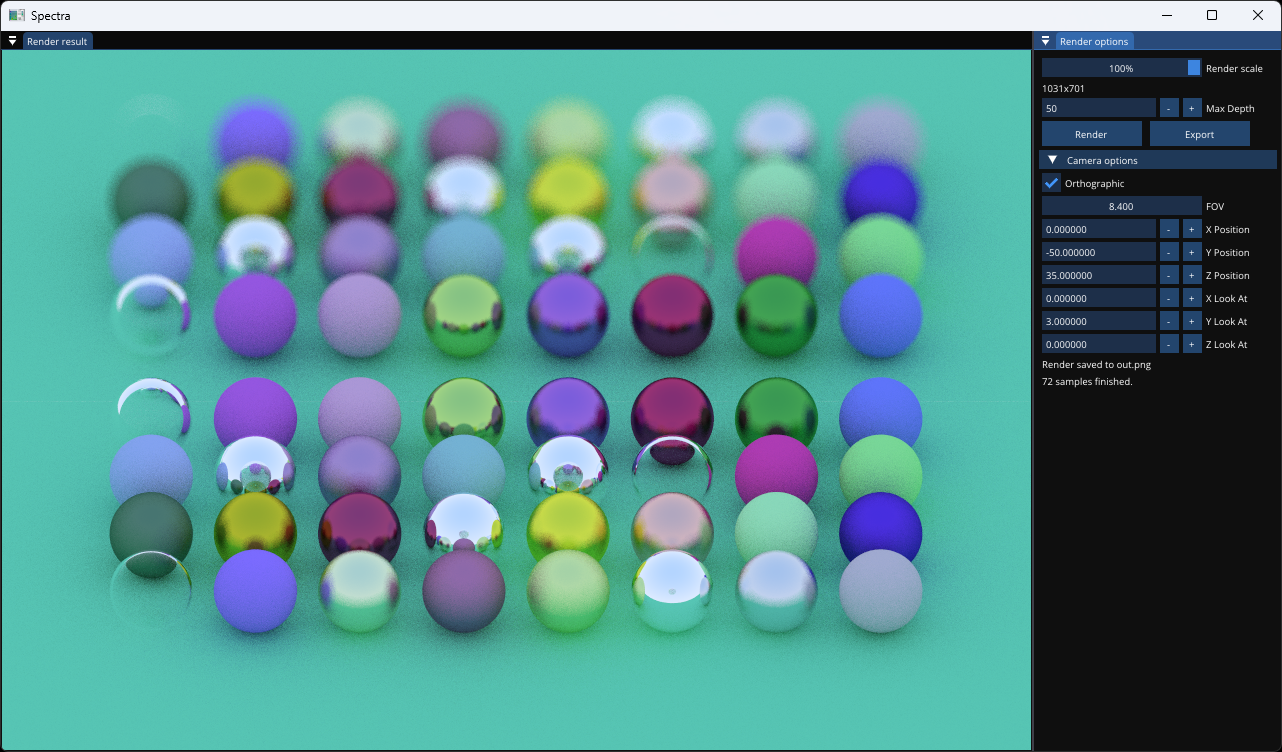 Spectra
Render result
Render options
100% Render scale
1031x701
50 - + Max Depth
Render Export
Camera options
Orthographic
8.400 FOV
0.000000 - + X Position
-50.000000 - + Y Position
35.000000 - + Z Position
0.000000 - + X Look At
3.000000 - + Y Look At
0.000000 - + Z Look At
Render saved to out.png
72 samples finished.